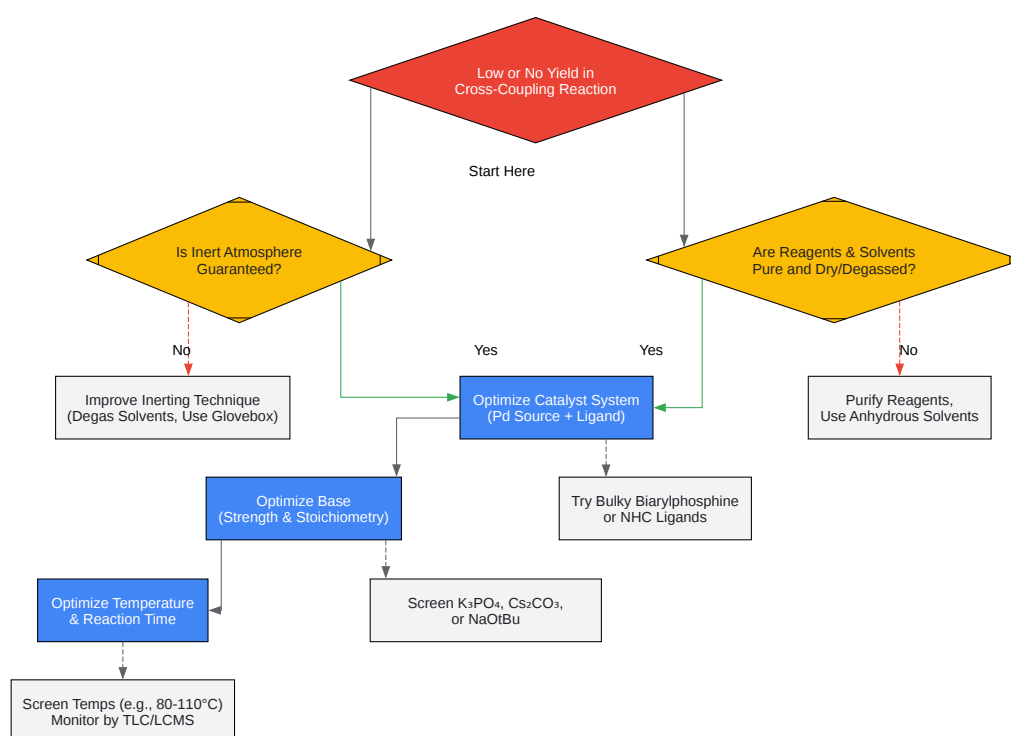 Low or No Yield in
Cross-Coupling Reaction
Start Here
Is Inert Atmosphere
Guaranteed?
Are Reagents & Solvents
Pure and Dry/Degassed?
No
Yes
Yes
No
Improve Inerting Technique
(Degas Solvents, Use Glovebox)
Optimize Catalyst System
(Pd Source + Ligand)
Purify Reagents,
Use Anhydrous Solvents
Optimize Base
(Strength & Stoichiometry)
Try Bulky Biarylphosphine
or NHC Ligands
Optimize Temperature
& Reaction Time
Screen K₃PO₄, Cs₂CO₃,
or NaOtBu
Screen Temps (e.g., 80-110°C)
Monitor by TLC/LCMS